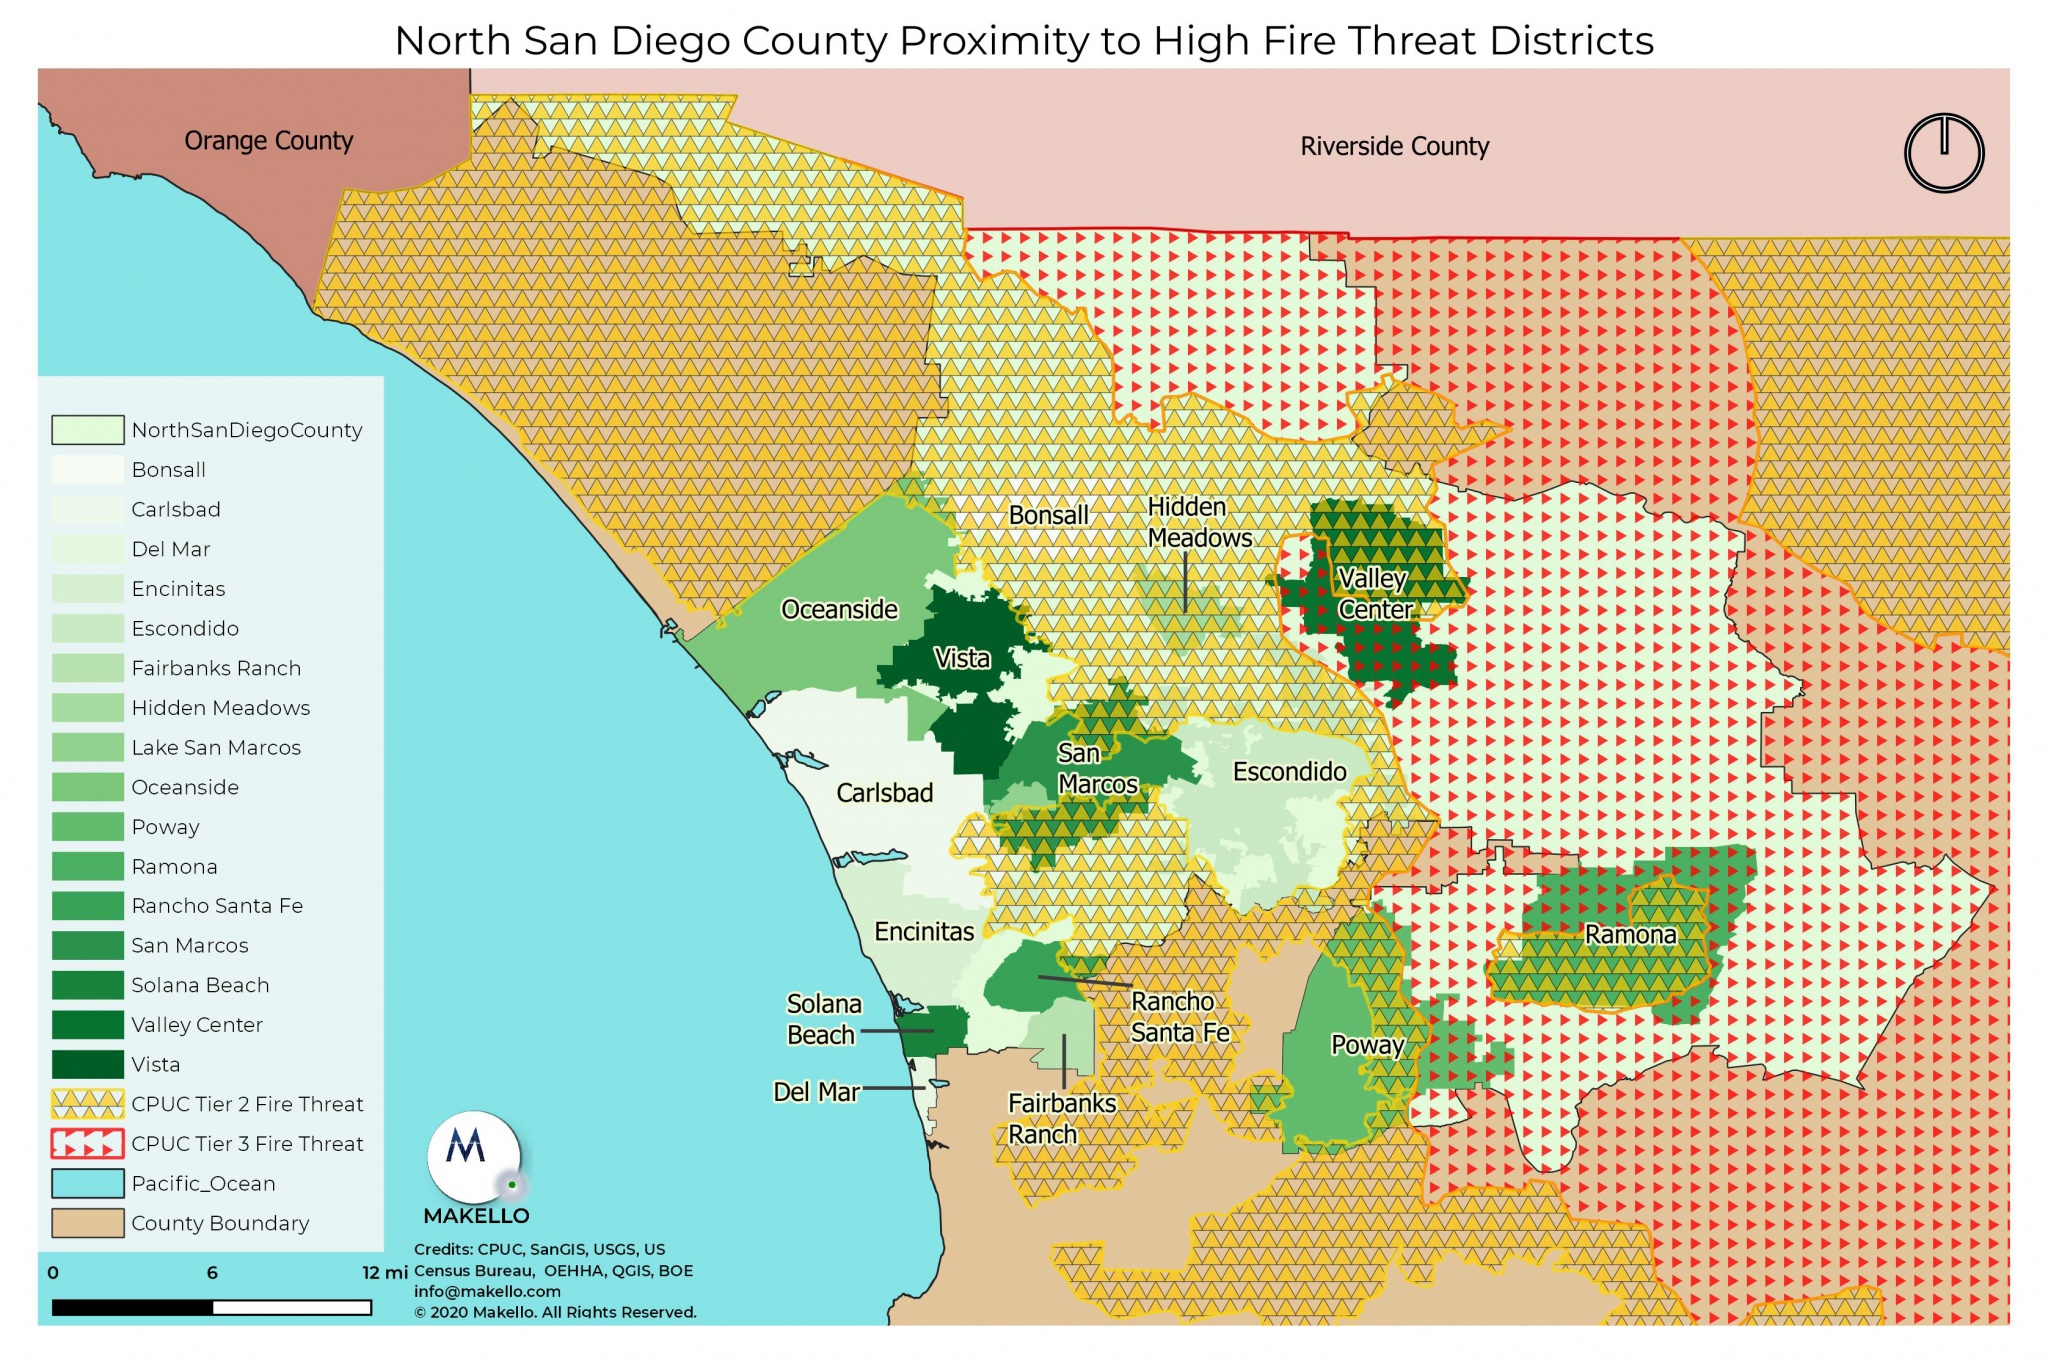 North San Diego County Proximity to High Fire Threat Districts
Orange County
Riverside County
NorthSanDiegoCounty
Bonsall
Carlsbad
Del Mar
Encinitas
Escondido
Fairbanks Ranch
Hidden Meadows
Lake San Marcos
Oceanside
Poway
Ramona
Rancho Santa Fe
San Marcos
Solana Beach
Valley Center
Vista
CPUC Tier 2 Fire Threat
CPUC Tier 3 Fire Threat
Pacific_Ocean
County Boundary
0 6 12 mi
Bonsall
Hidden
Meadows
Valley
Center
Oceanside
Vista
San
Marcos
Escondido
Carlsbad
Encinitas
Ramona
Solana
Beach
Rancho
Santa Fe
Poway
Del Mar
Fairbanks
Ranch
M
MAKELLO
Credits: CPUC, SanGIS, USGS, US
Census Bureau, OEHHA, QGIS, BOE
info@makello.com
© 2020 Makello. All Rights Reserved.